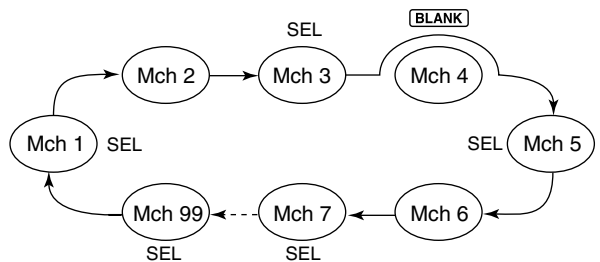 BLANK
SEL
Mch 2 Mch 3 Mch 4
Mch 1 SEL SEL Mch 5
Mch 99 Mch 7 Mch 6
SEL SEL